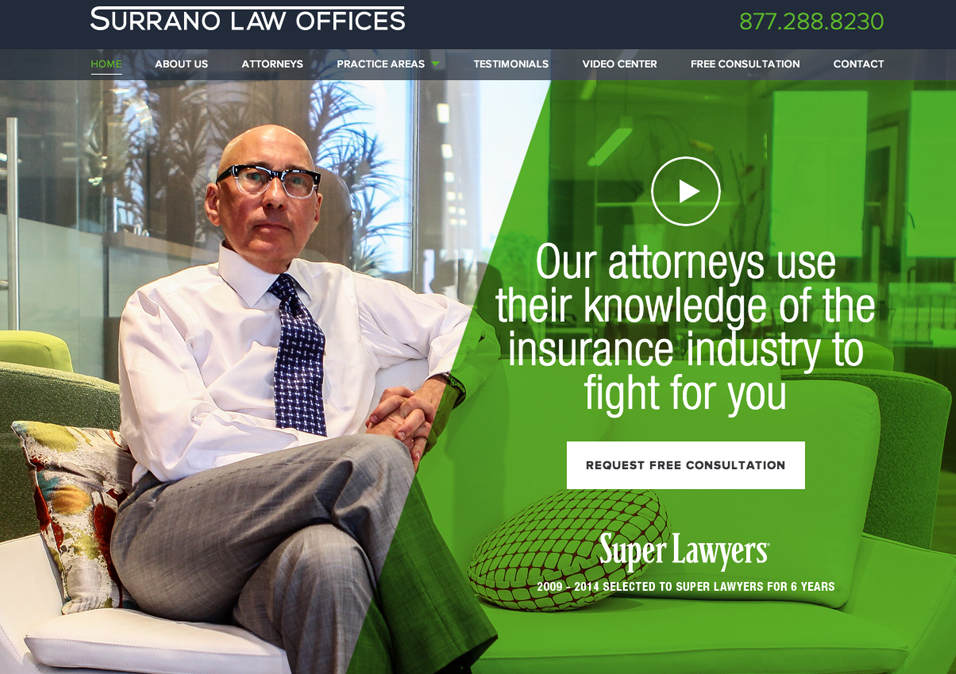 SURRANO LAW OFFICES
877.288.8230
HOME ABOUT US ATTORNEYS PRACTICE AREAS TESTIMONIALS VIDEO CENTER FREE CONSULTATION CONTACT
Our attorneys use
their knowledge of the
insurance industry to
fight for you
REQUEST FREE CONSULTATION
Super Lawyers
2009 - 2014 SELECTED TO SUPER LAWYERS FOR 6 YEARS